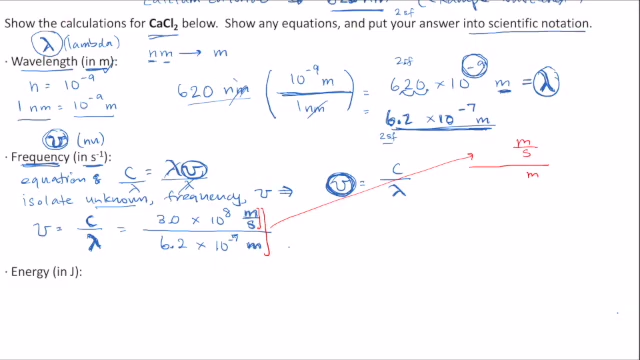 2sf
Show the calculations for CaCl2 below. Show any equations, and put your answer into scientific notation.
λ (lambda)
nm → m
· Wavelength (in m):
n = 10^-9
1 nm = 10^-9 m
620 nm (10^-9 m / 1 nm) = 620. × 10^-9 m = λ
2sf
= 6.2 × 10^-7 m
2sf
ν (nu)
· Frequency (in s^-1):
equation: C/λ = λν/λ
isolate unknown, frequency, ν ⇒ ν = C/λ
m/s
m
ν = C/λ = 3.0 × 10^8 m/s / 6.2 × 10^-7 m
· Energy (in J):